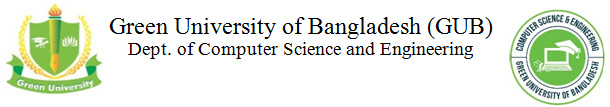 Green University of Bangladesh (GUB)
Dept. of Computer Science and Engineering
Green University
COMPUTER SCIENCE & ENGINEERING
GREEN UNIVERSITY OF BANGLADESH